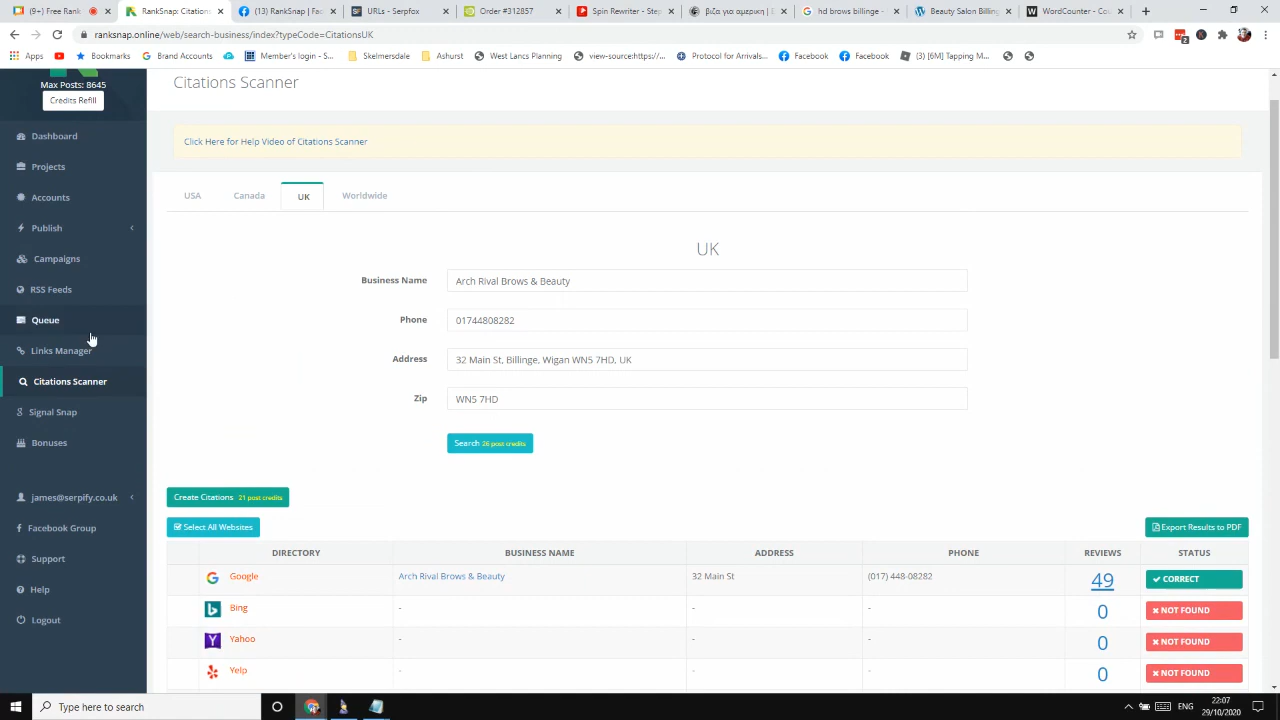 Free Rank
RankSnap: Citations
(13) RankSnap | Fac
URLs - Serpfox
Order #312857
Spin Rewriter - Step
βιζα για αμερικη | Ε
hd brows billinge -
Beauty Salon Billing
WordCounter - Cou
ranksnap.online/web/search-business/index?typeCode=CitationsUK
Apps
Bookmarks
Brand Accounts
Member's login - S...
Skelmersdale
Ashurst
West Lancs Planning
view-source:https://...
Protocol for Arrivals...
Facebook
Facebook
(3) [6M] Tapping M...
Max Posts: 8645
Credits Refill
Dashboard
Projects
Accounts
Publish
Campaigns
RSS Feeds
Queue
Links Manager
Citations Scanner
Signal Snap
Bonuses
james@serpify.co.uk
Facebook Group
Support
Help
Logout
Citations Scanner
Click Here for Help Video of Citations Scanner
USA Canada UK Worldwide
UK
Business Name Arch Rival Brows & Beauty
Phone 01744808282
Address 32 Main St, Billinge, Wigan WN5 7HD, UK
Zip WN5 7HD
Search 26 post credits
Create Citations 21 post credits
Select All Websites
Export Results to PDF
DIRECTORY BUSINESS NAME ADDRESS PHONE REVIEWS STATUS
Google Arch Rival Brows & Beauty 32 Main St (017) 448-08282 49 CORRECT
Bing - - - 0 NOT FOUND
Yahoo - - - 0 NOT FOUND
Yelp - - - 0 NOT FOUND
Type here to search
ENG
22:07
29/10/2020